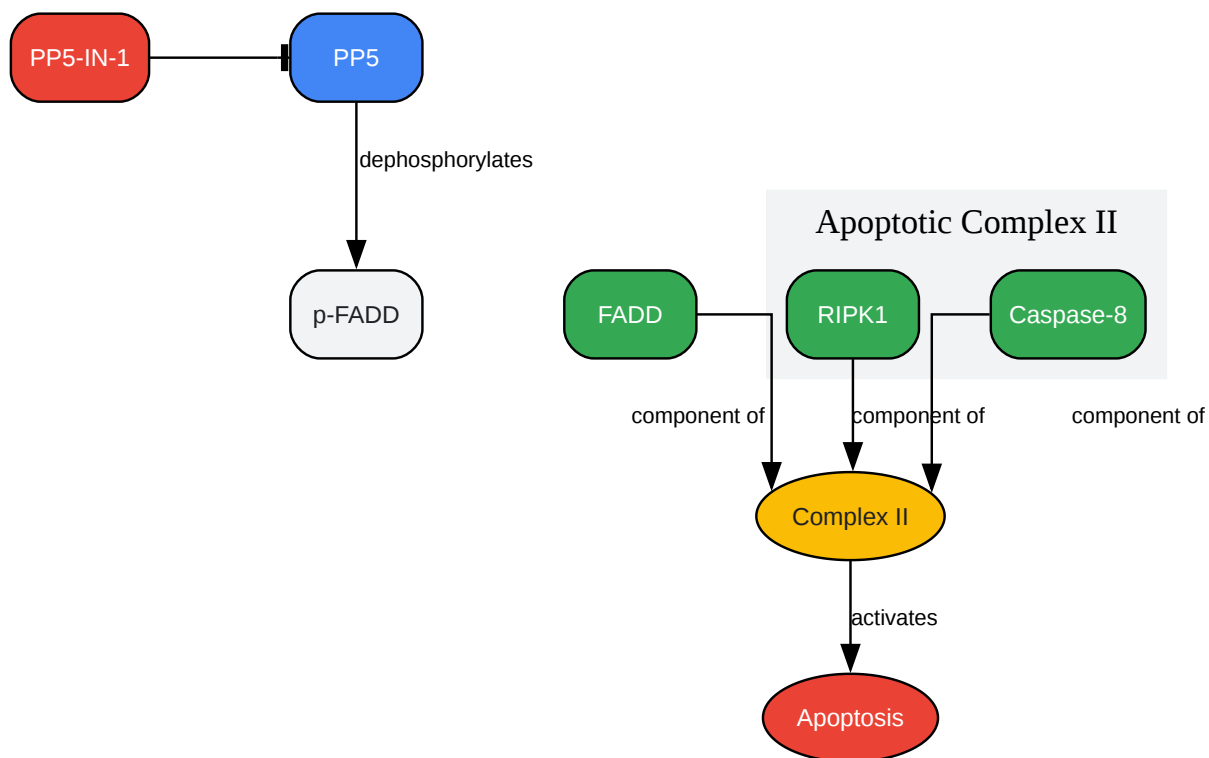 PP5-IN-1
PP5
dephosphorylates
Apoptotic Complex II
p-FADD
FADD
RIPK1
Caspase-8
component of
component of
component of
Complex II
activates
Apoptosis